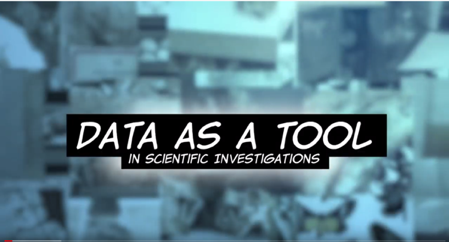 DATA AS A TOOL
IN SCIENTIFIC INVESTIGATIONS